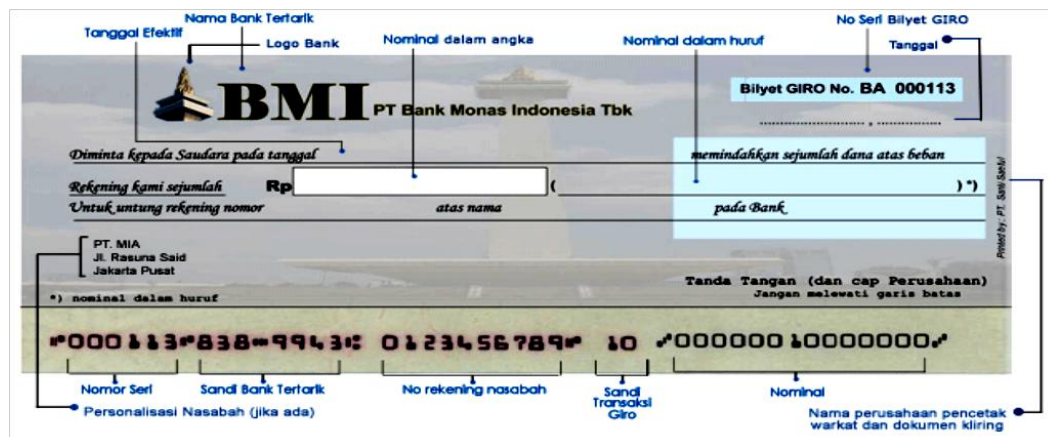 Nama Bank Tertarik
No Seri Bilyet GIRO
Tanggal Efektif
Logo Bank
Nominal dalam angka
Nominal dalam huruf
Tanggal
BMI PT Bank Monas Indonesia Tbk
Bilyet GIRO No. BA 000113
Diminta kepada Saudara pada tanggal memindahkan sejumlah dana atas beban
Rekening kami sejumlah Rp ( ) *)
Untuk untung rekening nomor atas nama pada Bank
Printed by: PT. Santi Santul
PT. MIA
Jl. Rasuna Said
Jakarta Pusat
Tanda Tangan (dan cap Perusahaan)
Jangan melewati garis batas
*) nominal dalam huruf
000113 838 9943 0123456789 10 000000010000000
Nomor Seri
Sandi Bank Tertarik
No rekening nasabah
Sandi Transaksi Giro
Nominal
Personalisasi Nasabah (jika ada)
Nama perusahaan pencetak
warkat dan dokumen kliring